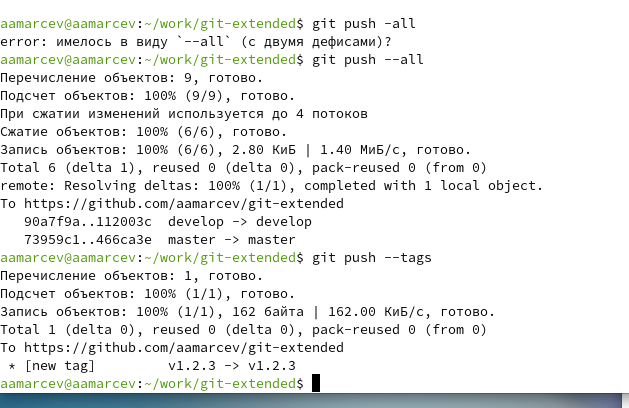 aamarcev@aamarcev:~/work/git-extended$ git push -all
error: имелось в виду `--all` (с двумя дефисами)?
aamarcev@aamarcev:~/work/git-extended$ git push --all
Перечисление объектов: 9, готово.
Подсчет объектов: 100% (9/9), готово.
При сжатии изменений используется до 4 потоков
Сжатие объектов: 100% (6/6), готово.
Запись объектов: 100% (6/6), 2.80 КиБ | 1.40 МиБ/с, готово.
Total 6 (delta 1), reused 0 (delta 0), pack-reused 0 (from 0)
remote: Resolving deltas: 100% (1/1), completed with 1 local object.
To https://github.com/aamarcev/git-extended
   90a7f9a..112003c  develop -> develop
   73959c1..466ca3e  master -> master
aamarcev@aamarcev:~/work/git-extended$ git push --tags
Перечисление объектов: 1, готово.
Подсчет объектов: 100% (1/1), готово.
Запись объектов: 100% (1/1), 162 байта | 162.00 КиБ/с, готово.
Total 1 (delta 0), reused 0 (delta 0), pack-reused 0 (from 0)
To https://github.com/aamarcev/git-extended
 * [new tag]         v1.2.3 -> v1.2.3
aamarcev@aamarcev:~/work/git-extended$